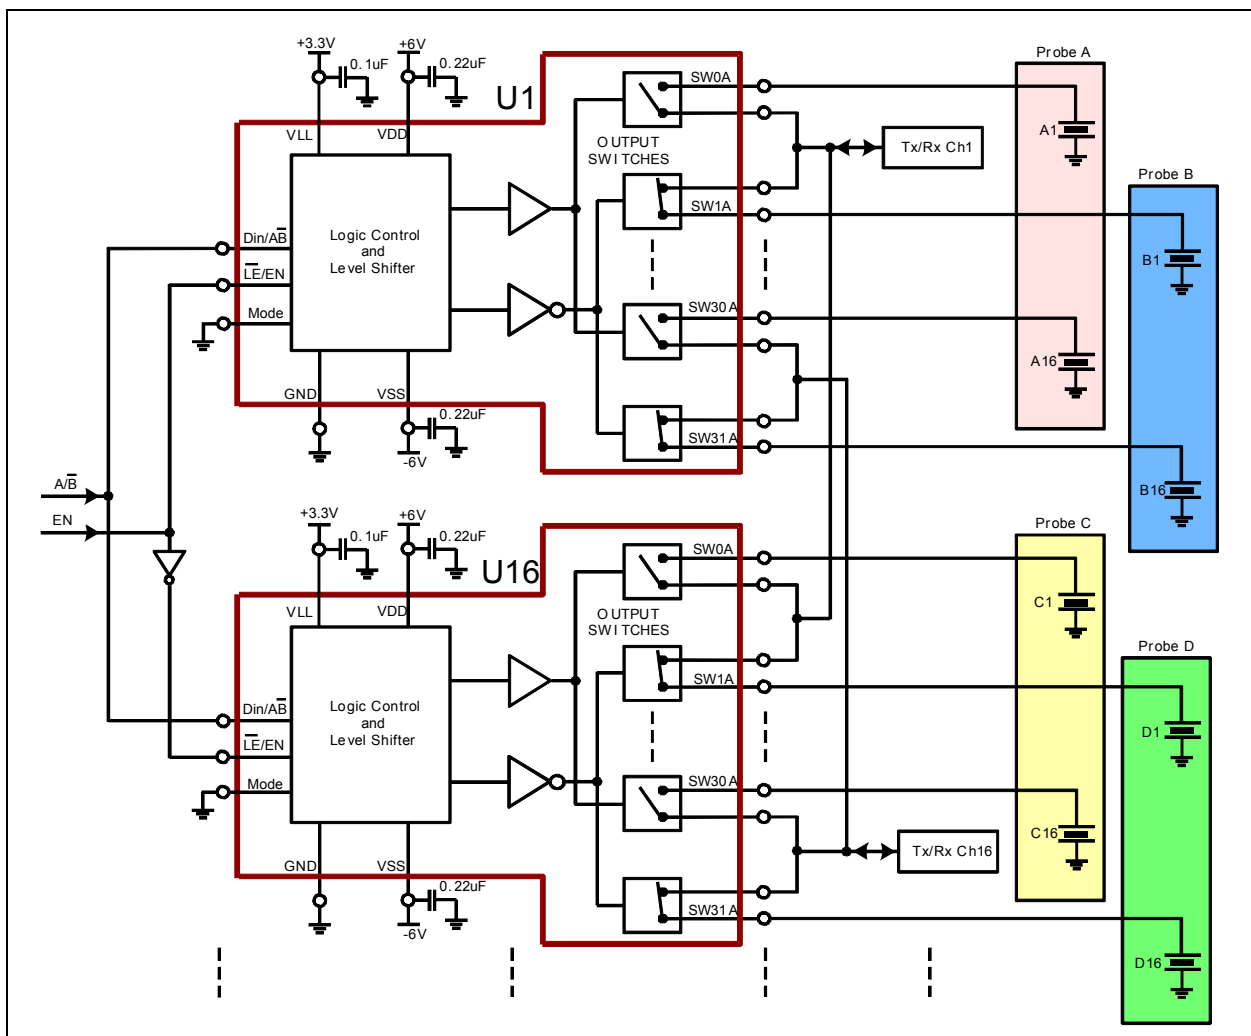 +3.3V
+6V
0.1uF
0.22uF
U1
VLL
VDD
OUTPUT
SWITCHES
SW0A
SW1A
SW30A
SW31A
Logic Control
and
Level Shifter
Din/AB̅
L̅E̅/EN
Mode
GND
VSS
0.22uF
-6V
Tx/Rx Ch1
Probe A
A1
A16
Probe B
B1
B16
A/B̅
EN
+3.3V
+6V
0.1uF
0.22uF
U16
VLL
VDD
OUTPUT
SWITCHES
SW0A
SW1A
SW30A
SW31A
Logic Control
and
Level Shifter
Din/AB̅
L̅E̅/EN
Mode
GND
VSS
0.22uF
-6V
Tx/Rx Ch16
Probe C
C1
C16
Probe D
D1
D16